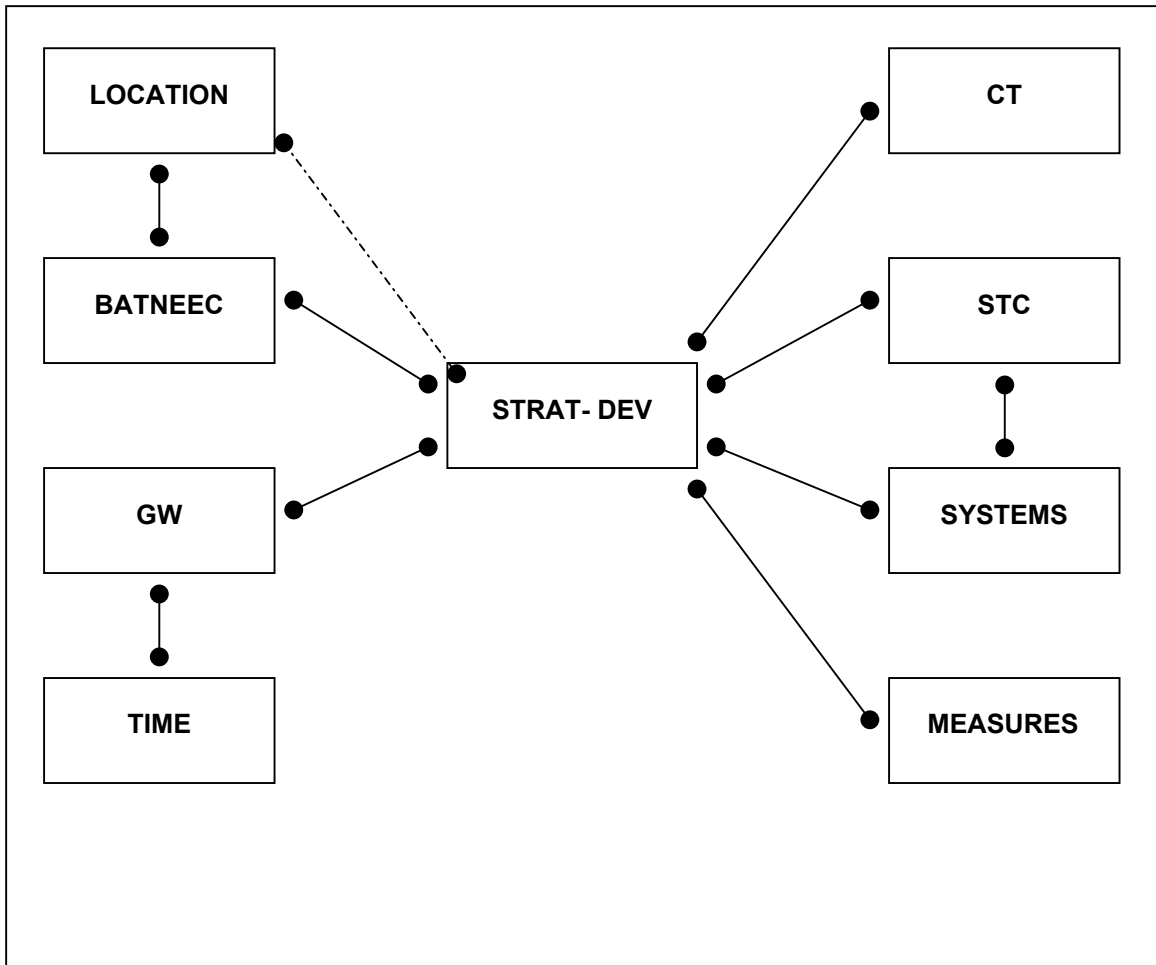 LOCATION
CT
BATNEEC
STC
STRAT- DEV
GW
SYSTEMS
TIME
MEASURES